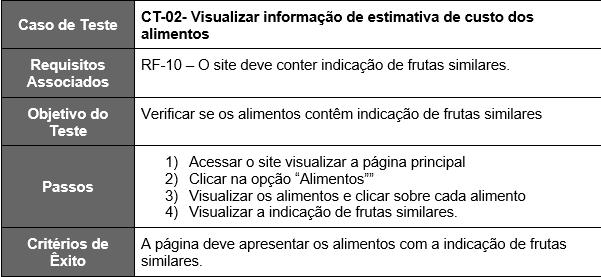 Caso de Teste
CT-02- Visualizar informação de estimativa de custo dos
alimentos
Requisitos
Associados
RF-10 – O site deve conter indicação de frutas similares.
Objetivo do
Teste
Verificar se os alimentos contêm indicação de frutas similares
Passos
1) Acessar o site visualizar a página principal
2) Clicar na opção “Alimentos””
3) Visualizar os alimentos e clicar sobre cada alimento
4) Visualizar a indicação de frutas similares.
Critérios de
Êxito
A página deve apresentar os alimentos com a indicação de frutas
similares.